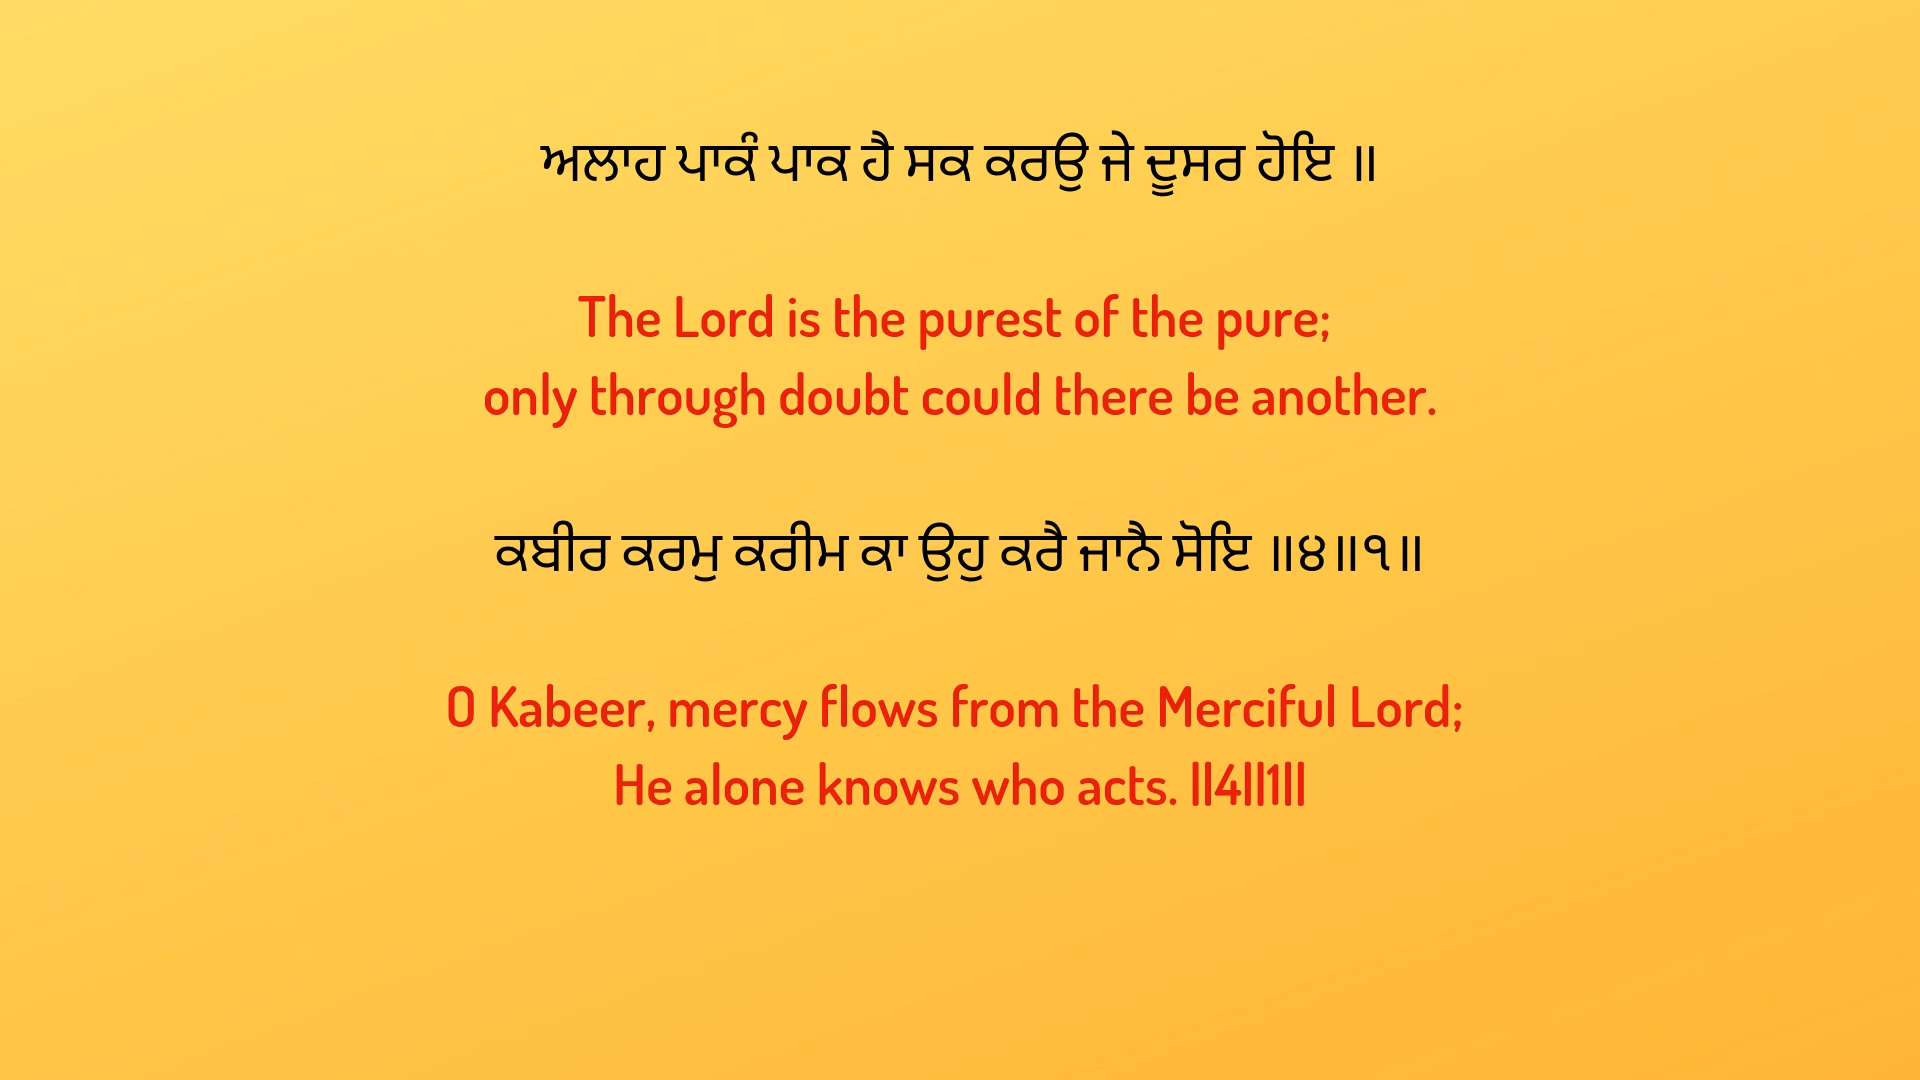 ਅਲਾਹ ਪਾਕੰ ਪਾਕ ਹੈ ਸਕ ਕਰਉ ਜੇ ਦੂਸਰ ਹੋਇ ॥
The Lord is the purest of the pure;
only through doubt could there be another.
ਕਬੀਰ ਕਰਮੁ ਕਰੀਮ ਕਾ ਉਹੁ ਕਰੈ ਜਾਨੈ ਸੋਇ ॥੪॥੧॥
O Kabeer, mercy flows from the Merciful Lord;
He alone knows who acts. ||4||1||